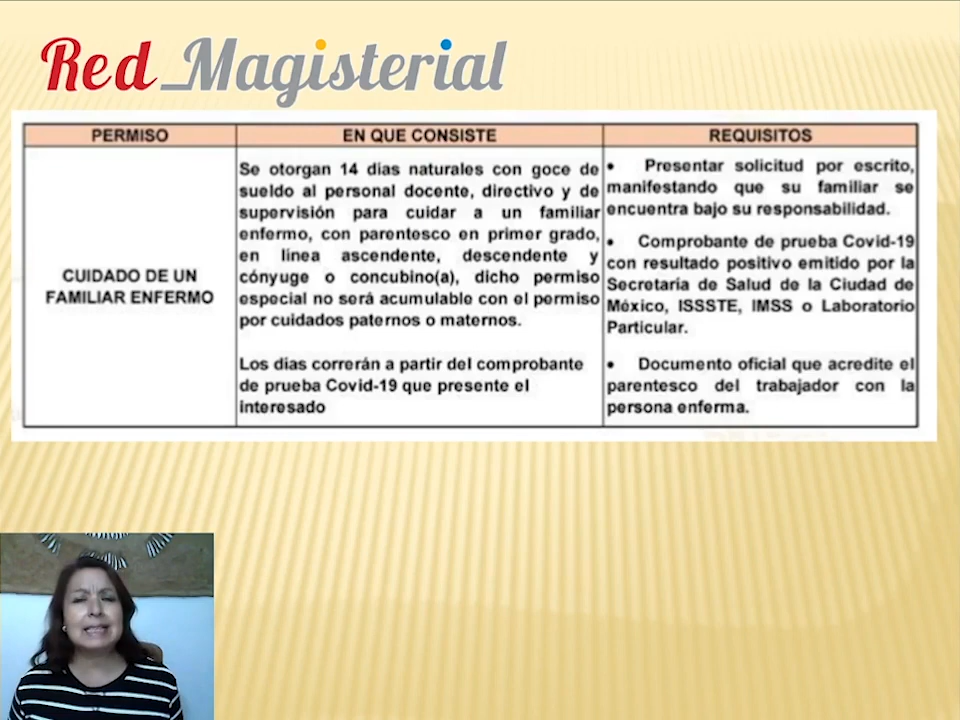 Red_Magisterial
PERMISO
EN QUE CONSISTE
REQUISITOS
CUIDADO DE UN
FAMILIAR ENFERMO
Se otorgan 14 días naturales con goce de
sueldo al personal docente, directivo y de
supervisión para cuidar a un familiar
enfermo, con parentesco en primer grado,
en línea ascendente, descendente y
cónyuge o concubino(a), dicho permiso
especial no será acumulable con el permiso
por cuidados paternos o maternos.
Los días correrán a partir del comprobante
de prueba Covid-19 que presente el
interesado
• Presentar solicitud por escrito,
manifestando que su familiar se
encuentra bajo su responsabilidad.
• Comprobante de prueba Covid-19
con resultado positivo emitido por la
Secretaría de Salud de la Ciudad de
México, ISSSTE, IMSS o Laboratorio
Particular.
• Documento oficial que acredite el
parentesco del trabajador con la
persona enferma.